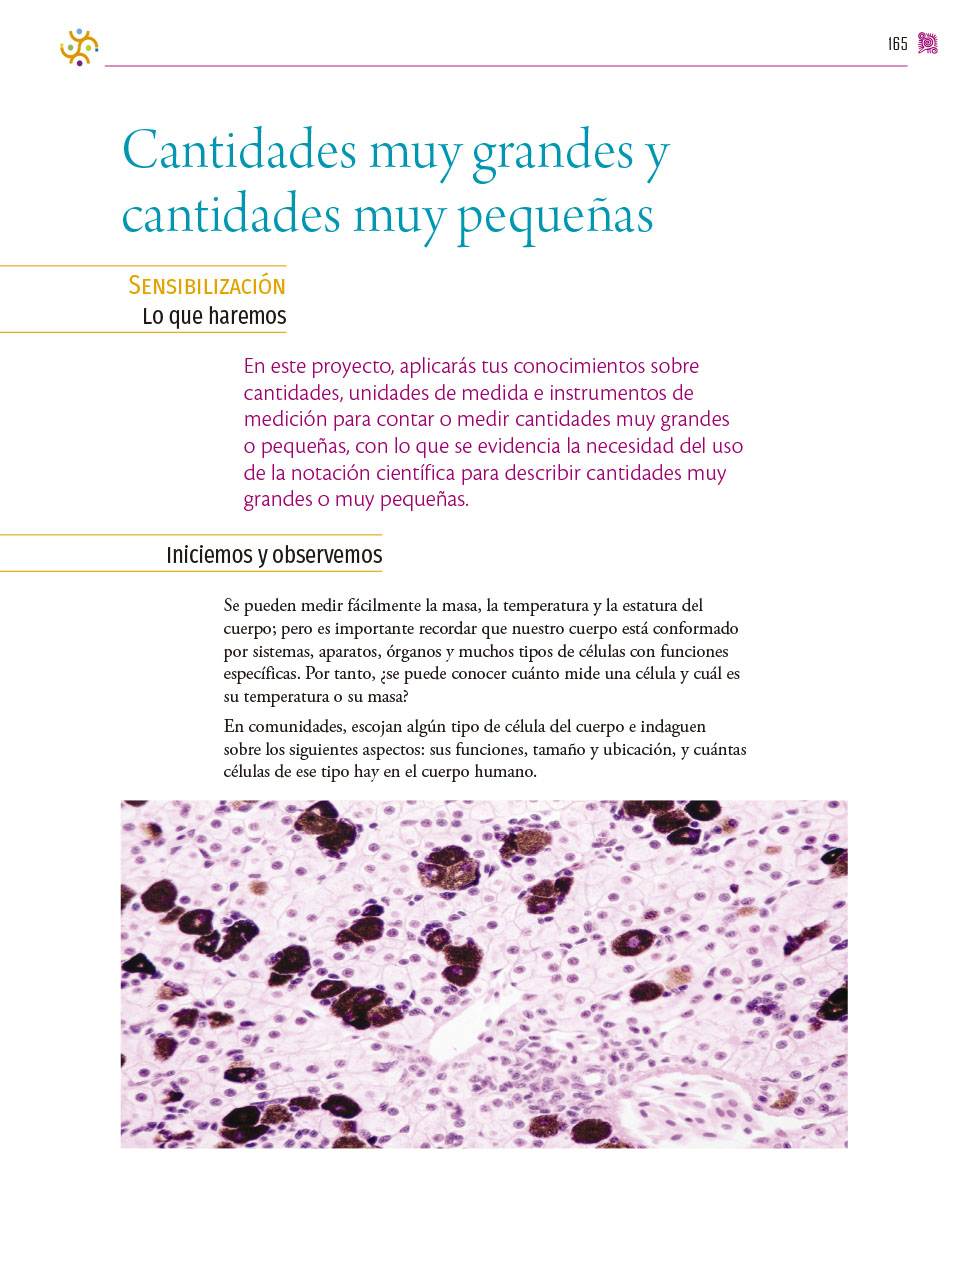 165
Cantidades muy grandes y
cantidades muy pequeñas
Sensibilización
Lo que haremos
En este proyecto, aplicarás tus conocimientos sobre
cantidades, unidades de medida e instrumentos de
medición para contar o medir cantidades muy grandes
o pequeñas, con lo que se evidencia la necesidad del uso
de la notación científica para describir cantidades muy
grandes o muy pequeñas.
Iniciemos y observemos
Se pueden medir fácilmente la masa, la temperatura y la estatura del
cuerpo; pero es importante recordar que nuestro cuerpo está conformado
por sistemas, aparatos, órganos y muchos tipos de células con funciones
específicas. Por tanto, ¿se puede conocer cuánto mide una célula y cuál es
su temperatura o su masa?
En comunidades, escojan algún tipo de célula del cuerpo e indaguen
sobre los siguientes aspectos: sus funciones, tamaño y ubicación, y cuántas
células de ese tipo hay en el cuerpo humano.